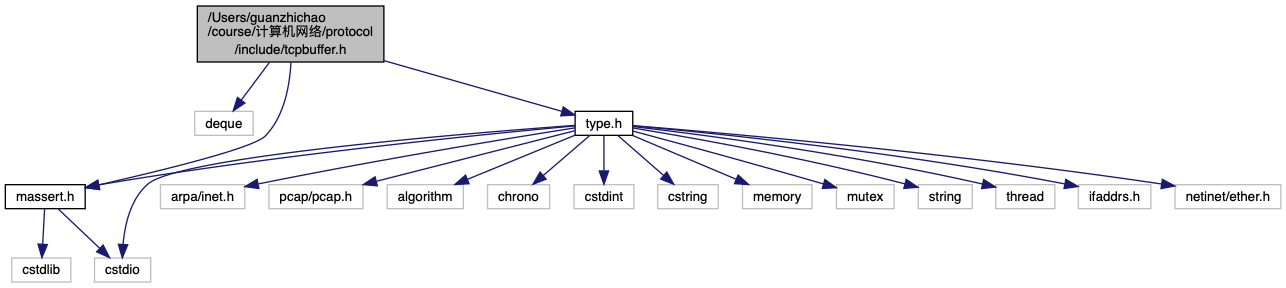 /Users/guanzhichao
/course/计算机网络/protocol
/include/tcpbuffer.h
deque
type.h
massert.h
arpa/inet.h
pcap/pcap.h
algorithm
chrono
cstdint
cstring
memory
mutex
string
thread
ifaddrs.h
netinet/ether.h
cstdlib
cstdio